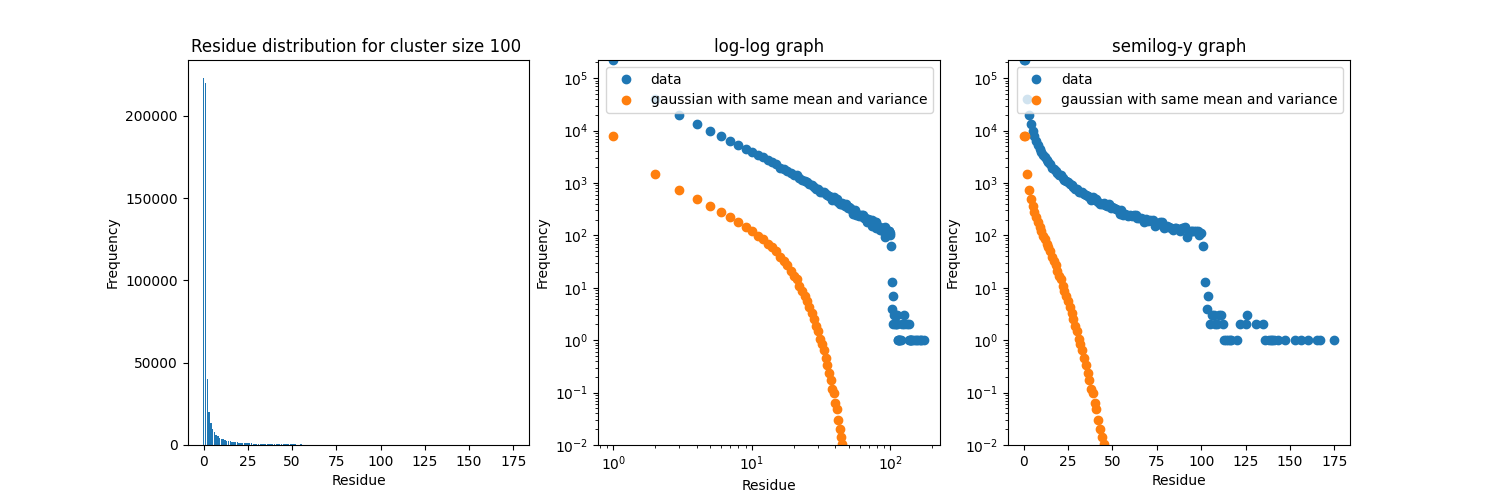 Residue distribution for cluster size 100
Frequency
200000
150000
100000
50000
0
0 25 50 75 100 125 150 175
Residue
log-log graph
data
gaussian with same mean and variance
Frequency
10^5
10^4
10^3
10^2
10^1
10^0
10^-1
10^-2
10^0 10^1 10^2
Residue
semilog-y graph
data
gaussian with same mean and variance
Frequency
10^5
10^4
10^3
10^2
10^1
10^0
10^-1
10^-2
0 25 50 75 100 125 150 175
Residue